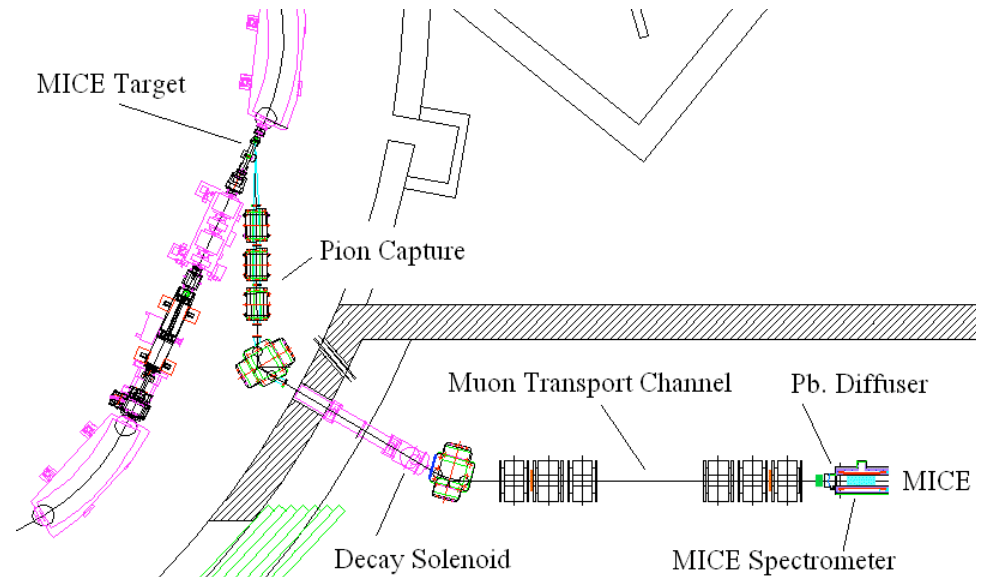 MICE Target
Pion Capture
Muon Transport Channel
Pb. Diffuser
MICE
Decay Solenoid
MICE Spectrometer